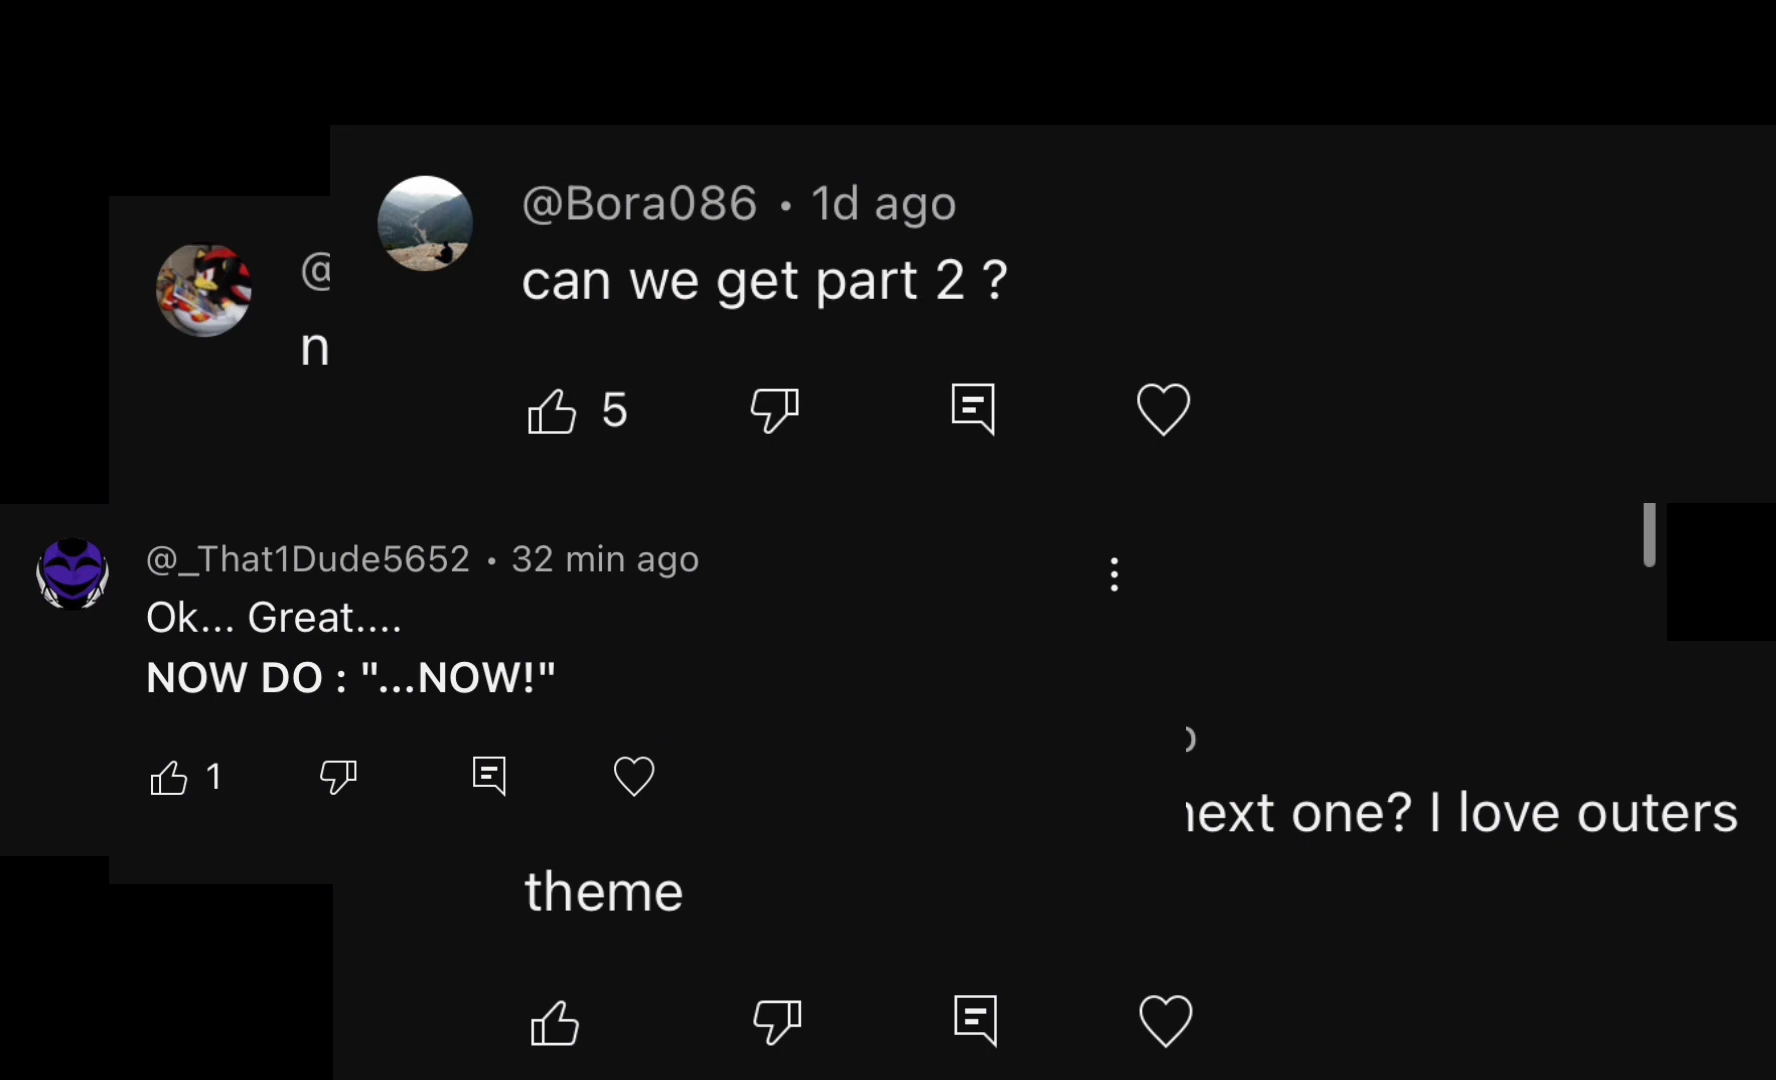 @Bora086 • 1d ago
can we get part 2 ?
5
@
n
@_That1Dude5652 • 32 min ago
Ok... Great....
NOW DO : "...NOW!"
1
one? I love outers
theme